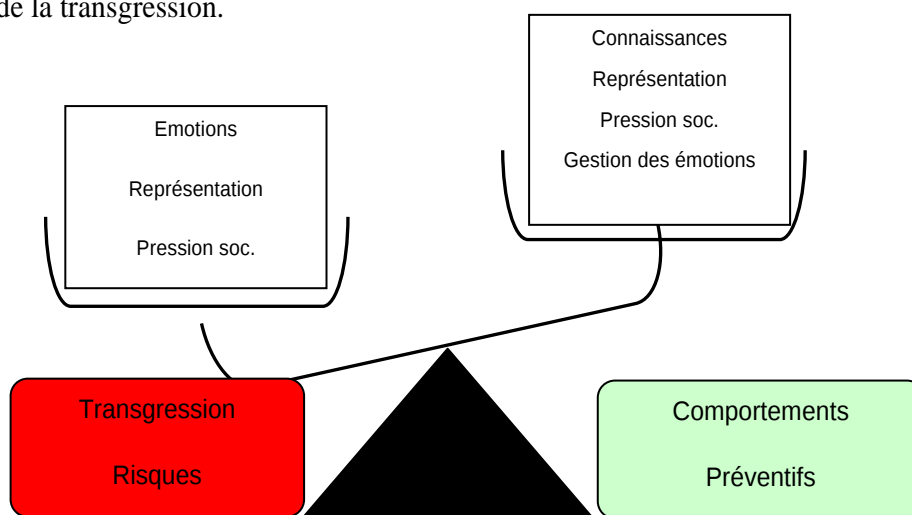 de la transgression.
Connaissances
Représentation
Pression soc.
Gestion des émotions
Emotions
Représentation
Pression soc.
Transgression
Risques
Comportements
Préventifs